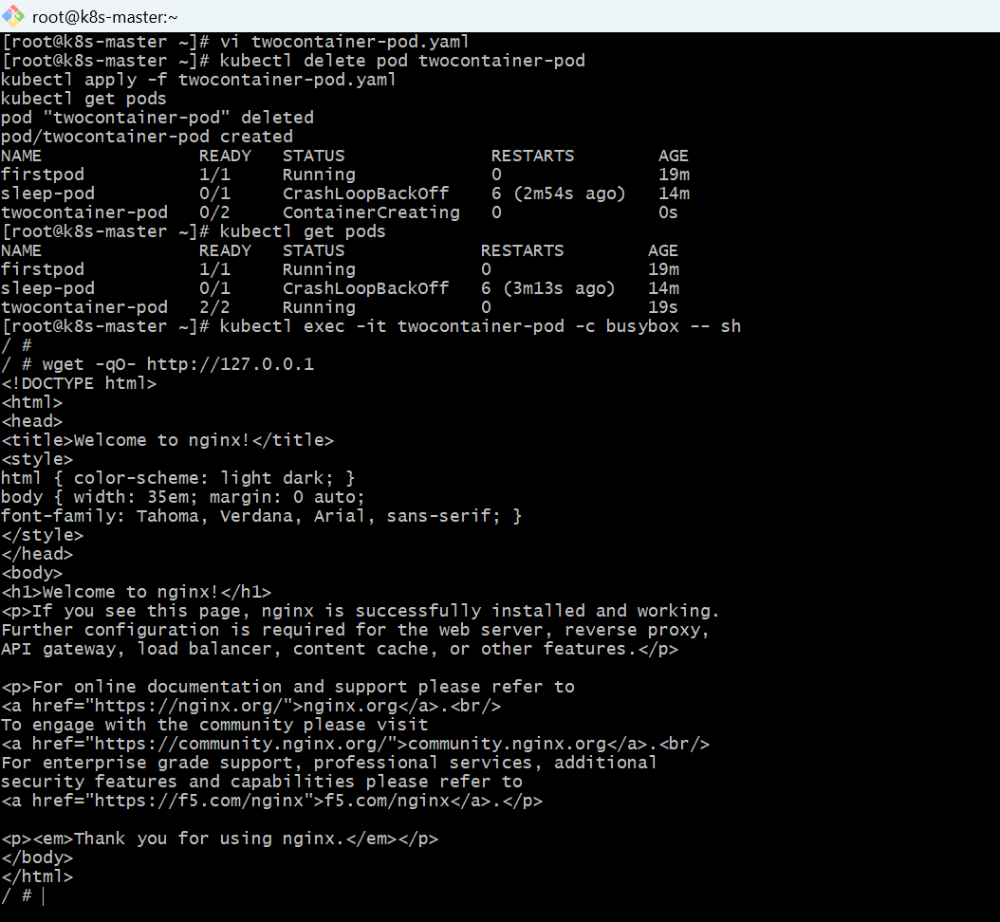 root@k8s-master:~
[root@k8s-master ~]# vi twocontainer-pod.yaml
[root@k8s-master ~]# kubectl delete pod twocontainer-pod
kubectl apply -f twocontainer-pod.yaml
kubectl get pods
pod "twocontainer-pod" deleted
pod/twocontainer-pod created
NAME               READY   STATUS              RESTARTS        AGE
firstpod           1/1     Running             0               19m
sleep-pod          0/1     CrashLoopBackOff    6 (2m54s ago)   14m
twocontainer-pod   0/2     ContainerCreating   0               0s
[root@k8s-master ~]# kubectl get pods
NAME               READY   STATUS             RESTARTS        AGE
firstpod           1/1     Running            0               19m
sleep-pod          0/1     CrashLoopBackOff   6 (3m13s ago)   14m
twocontainer-pod   2/2     Running            0               19s
[root@k8s-master ~]# kubectl exec -it twocontainer-pod -c busybox -- sh
/ #
/ # wget -qO- http://127.0.0.1
<!DOCTYPE html>
<html>
<head>
<title>Welcome to nginx!</title>
<style>
html { color-scheme: light dark; }
body { width: 35em; margin: 0 auto;
font-family: Tahoma, Verdana, Arial, sans-serif; }
</style>
</head>
<body>
<h1>Welcome to nginx!</h1>
<p>If you see this page, nginx is successfully installed and working.
Further configuration is required for the web server, reverse proxy,
API gateway, load balancer, content cache, or other features.</p>

<p>For online documentation and support please refer to
<a href="https://nginx.org/">nginx.org</a>.<br/>
To engage with the community please visit
<a href="https://community.nginx.org/">community.nginx.org</a>.<br/>
For enterprise grade support, professional services, additional
security features and capabilities please refer to
<a href="https://f5.com/nginx">f5.com/nginx</a>.</p>

<p><em>Thank you for using nginx.</em></p>
</body>
</html>
/ #